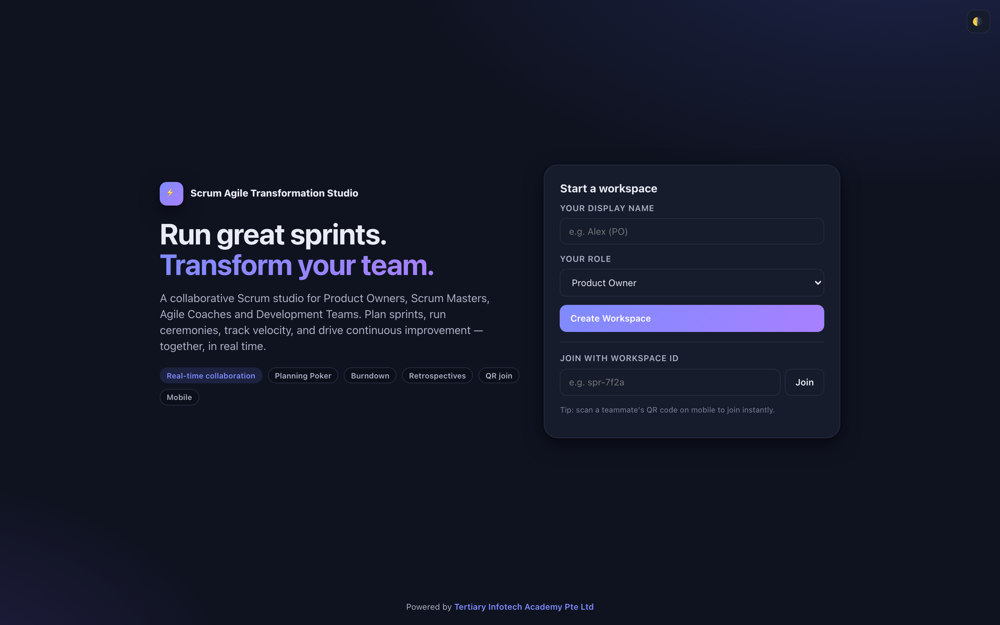 Scrum Agile Transformation Studio
Run great sprints.
Transform your team.
A collaborative Scrum studio for Product Owners, Scrum Masters,
Agile Coaches and Development Teams. Plan sprints, run
ceremonies, track velocity, and drive continuous improvement —
together, in real time.
Real-time collaboration
Planning Poker
Burndown
Retrospectives
QR join
Mobile
Start a workspace
YOUR DISPLAY NAME
e.g. Alex (PO)
YOUR ROLE
Product Owner
Create Workspace
JOIN WITH WORKSPACE ID
e.g. spr-7f2a
Join
Tip: scan a teammate's QR code on mobile to join instantly.
Powered by Tertiary Infotech Academy Pte Ltd